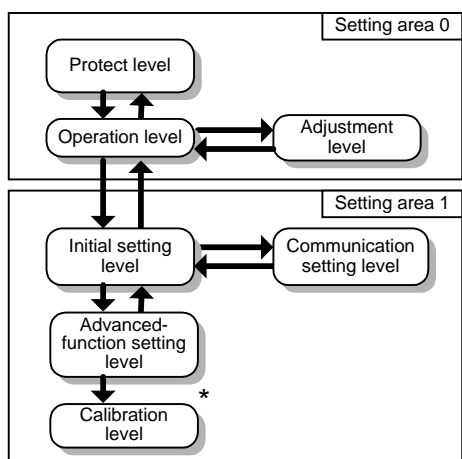 Setting area 0
Protect level
Operation level
Adjustment
level
Setting area 1
Initial setting
level
Communication
setting level
Advanced-
function setting
level
*
Calibration
level